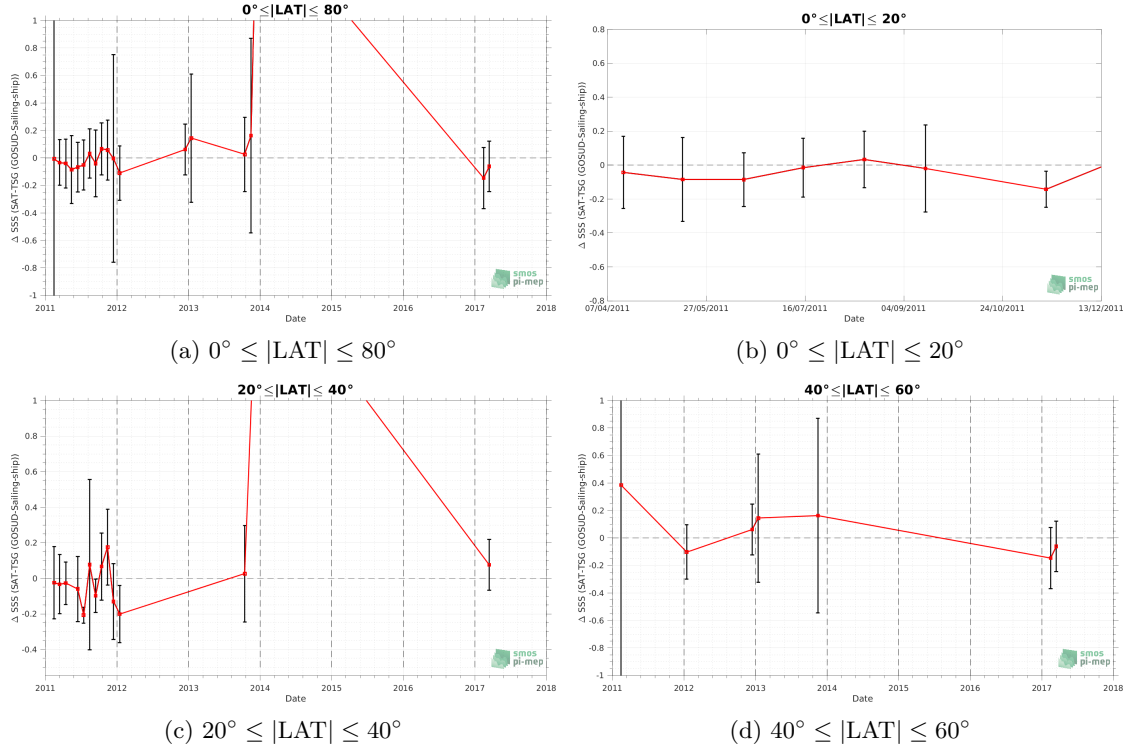 0°≤|LAT|≤ 80°
1
0.8
0.6
0.4
0.2
0
-0.2
-0.4
-0.6
-0.8
-1
Δ SSS (SAT-TSG (GOSUD-Sailing-ship))
2011 2012 2013 2014 2015 2016 2017 2018
Date
smos
pi-mep
(a) 0° ≤ |LAT| ≤ 80°
0°≤|LAT|≤ 20°
0.8
0.6
0.4
0.2
0
-0.2
-0.4
-0.6
-0.8
Δ SSS (SAT-TSG (GOSUD-Sailing-ship))
07/04/2011 27/05/2011 16/07/2011 04/09/2011 24/10/2011 13/12/2011
Date
smos
pi-mep
(b) 0° ≤ |LAT| ≤ 20°
20°≤|LAT|≤ 40°
1
0.8
0.6
0.4
0.2
0
-0.2
-0.4
Δ SSS (SAT-TSG (GOSUD-Sailing-ship))
2011 2012 2013 2014 2015 2016 2017 2018
Date
smos
pi-mep
(c) 20° ≤ |LAT| ≤ 40°
40°≤|LAT|≤ 60°
1
0.8
0.6
0.4
0.2
0
-0.2
-0.4
-0.6
-0.8
-1
Δ SSS (SAT-TSG (GOSUD-Sailing-ship))
2011 2012 2013 2014 2015 2016 2017 2018
Date
smos
pi-mep
(d) 40° ≤ |LAT| ≤ 60°